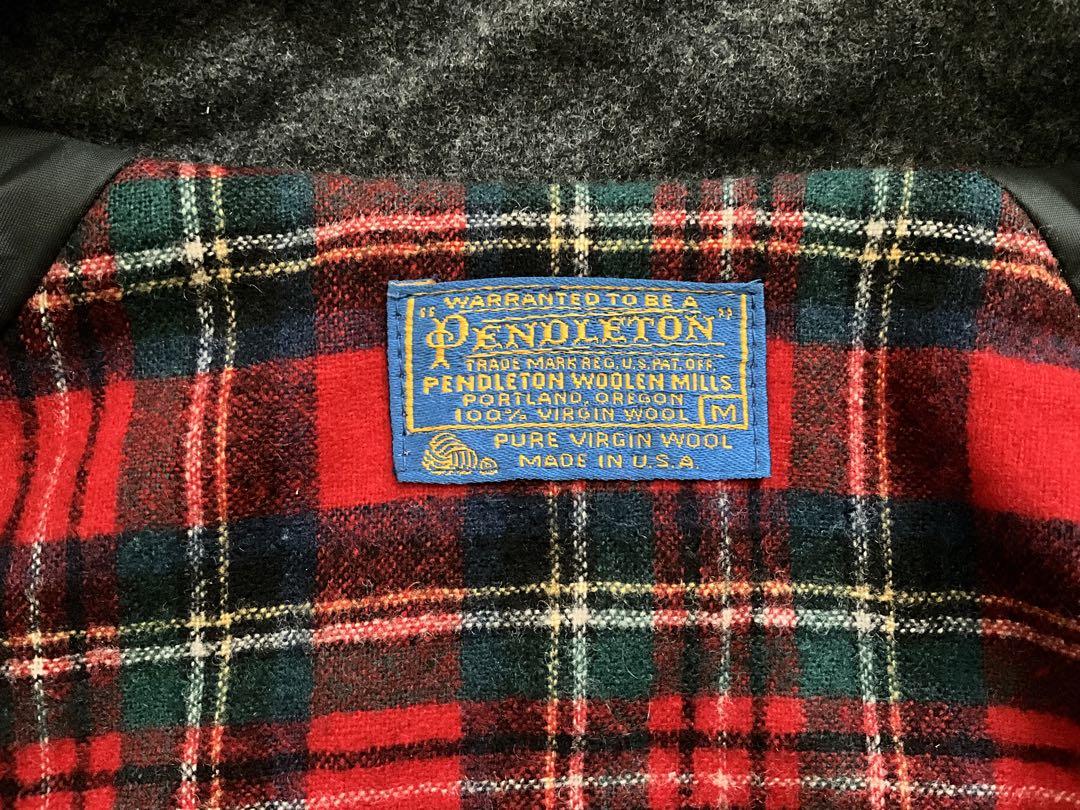 WARRANTED TO BE A
"PENDLETON"
TRADE MARK REG. U.S. PAT. OFF.
PENDLETON WOOLEN MILLS
PORTLAND, OREGON
100% VIRGIN WOOL M
PURE VIRGIN WOOL
MADE IN U.S.A.